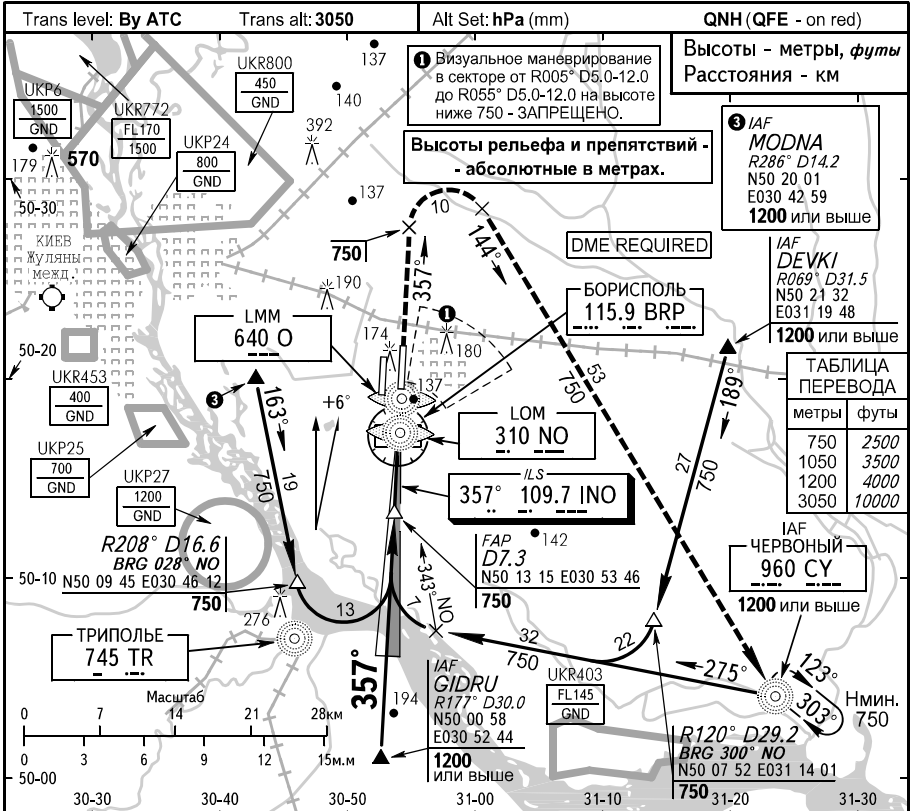 Trans level: By ATC
Trans alt: 3050
Alt Set: hPa (mm)
QNH (QFE - on red)
Высоты - метры, футы
Расстояния - км
1 Визуальное маневрирование
в секторе от R005° D5.0-12.0
до R055° D5.0-12.0 на высоте
ниже 750 - ЗАПРЕЩЕНО.
Высоты рельефа и препятствий -
- абсолютные в метрах.
DME REQUIRED
UKP6
1500
GND
UKR772
FL170
1500
UKR800
450
GND
UKP24
800
GND
137
140
392
179
570
137
50-30
КИЕВ
Жуляны
межд.
190
50-20
UKR453
400
GND
UKP25
700
GND
UKP27
1200
GND
3 IAF
MODNA
R286° D14.2
N50 20 01
E030 42 59
1200 или выше
IAF
DEVKI
R069° D31.5
N50 21 32
E031 19 48
1200 или выше
ТАБЛИЦА
ПЕРЕВОДА
метры футы
750 2500
1050 3500
1200 4000
3050 10000
750
10
357°
144°
53
750
БОРИСПОЛЬ
115.9 BRP
LMM
640 O
174
1
180
137
3
163°
19
750
+6°
LOM
310 NO
ILS
357° 109.7 INO
189°
27
750
142
FAP
D7.3
N50 13 15 E030 53 46
750
R208° D16.6
BRG 028° NO
N50 09 45 E030 46 12
750
50-10
276
13
343° NO
7
32
750
22
275°
IAF
ЧЕРВОНЫЙ
960 CY
1200 или выше
123°
303°
Hмин.
750
ТРИПОЛЬЕ
745 TR
357°
194
IAF
GIDRU
R177° D30.0
N50 00 58
E030 52 44
1200
или выше
UKR403
FL145
GND
R120° D29.2
BRG 300° NO
N50 07 52 E031 14 01
750
Масштаб
0 7 14 21 28км
0 3 6 9 12 15м.м
50-00
30-30 30-40 30-50 31-00 31-10 31-20 31-30